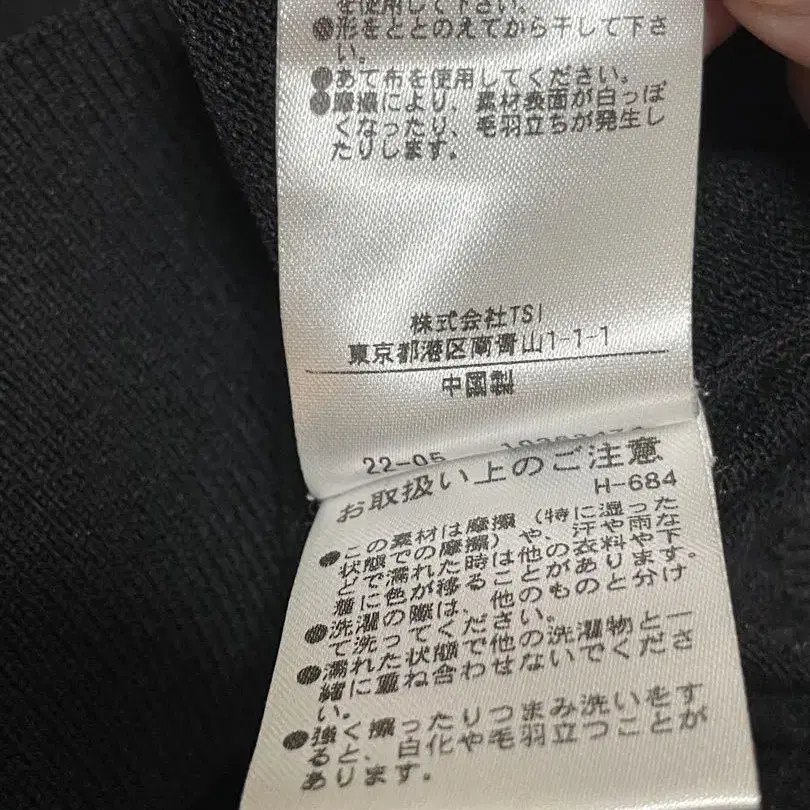 を使用して下さい。
●形をととのえてから干して下さ
い。
●あて布を使用してください。
●摩擦により、素材表面が白っぽ
くなったり、毛羽立ちが発生し
たりします。
株式会社TSI
東京都港区南青山1-1-1
中国製
22-05
お取扱い上のご注意
H-684
●この素材は摩擦（特に湿った
状態での摩擦）や、汗や雨な
どで濡れた時は他の衣料や下
着に色が移ることがあります。
●洗濯の際は、他のものと分け
て洗ってください。
●濡れた状態で他の洗濯物と一
緒に重ね合わせないでくださ
い。
●強く擦ったりつまみ洗いをす
ると、白化や毛羽立つことが
あります。